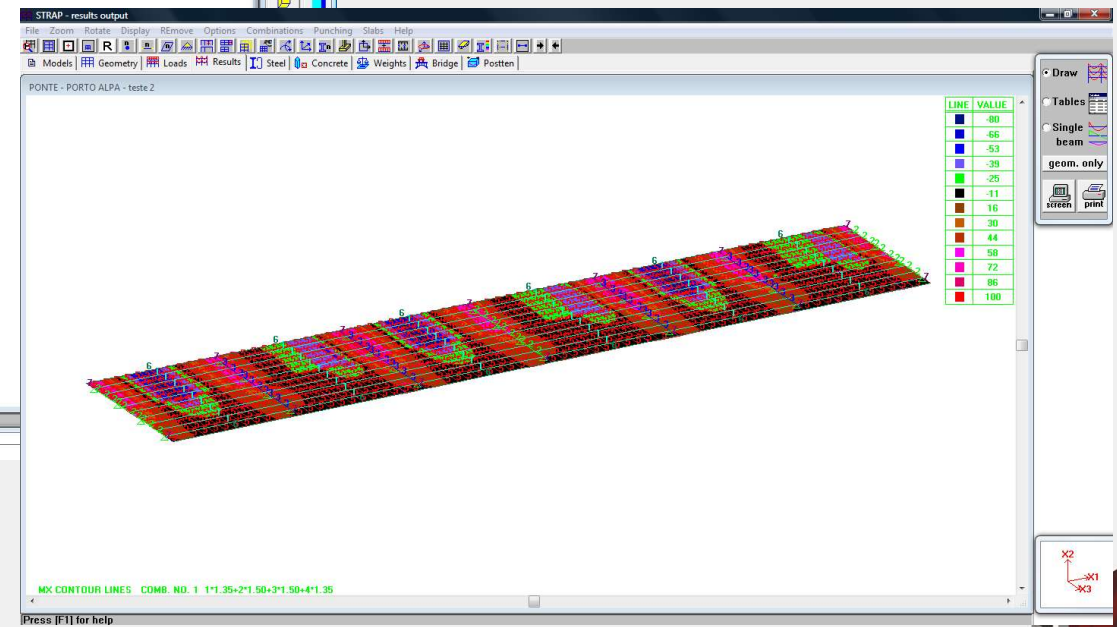 STRAP - results output
File Zoom Rotate Display REmove Options Combinations Punching Slabs Help
R
Models Geometry Loads Results Steel Concrete Weights Bridge Postten
PONTE - PORTO ALPA - teste 2
Draw
Tables
Single
beam
geom. only
screen print
LINE VALUE
-80
-66
-53
-39
-25
-11
16
30
44
58
72
86
100
X2
X1
X3
MX CONTOUR LINES COMB. NO. 1 1*1.35+2*1.50+3*1.50+4*1.35
Press [F1] for help